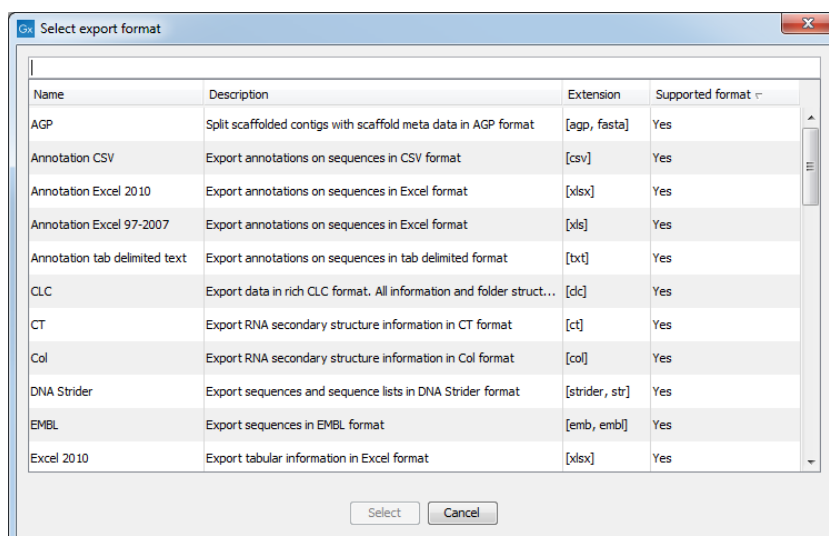 Gx Select export format
Name Description Extension Supported format
AGP Split scaffolded contigs with scaffold meta data in AGP format [agp, fasta] Yes
Annotation CSV Export annotations on sequences in CSV format [csv] Yes
Annotation Excel 2010 Export annotations on sequences in Excel format [xlsx] Yes
Annotation Excel 97-2007 Export annotations on sequences in Excel format [xls] Yes
Annotation tab delimited text Export annotations on sequences in tab delimited format [txt] Yes
CLC Export data in rich CLC format. All information and folder struct... [clc] Yes
CT Export RNA secondary structure information in CT format [ct] Yes
Col Export RNA secondary structure information in Col format [col] Yes
DNA Strider Export sequences and sequence lists in DNA Strider format [strider, str] Yes
EMBL Export sequences in EMBL format [emb, embl] Yes
Excel 2010 Export tabular information in Excel format [xlsx] Yes
Select Cancel